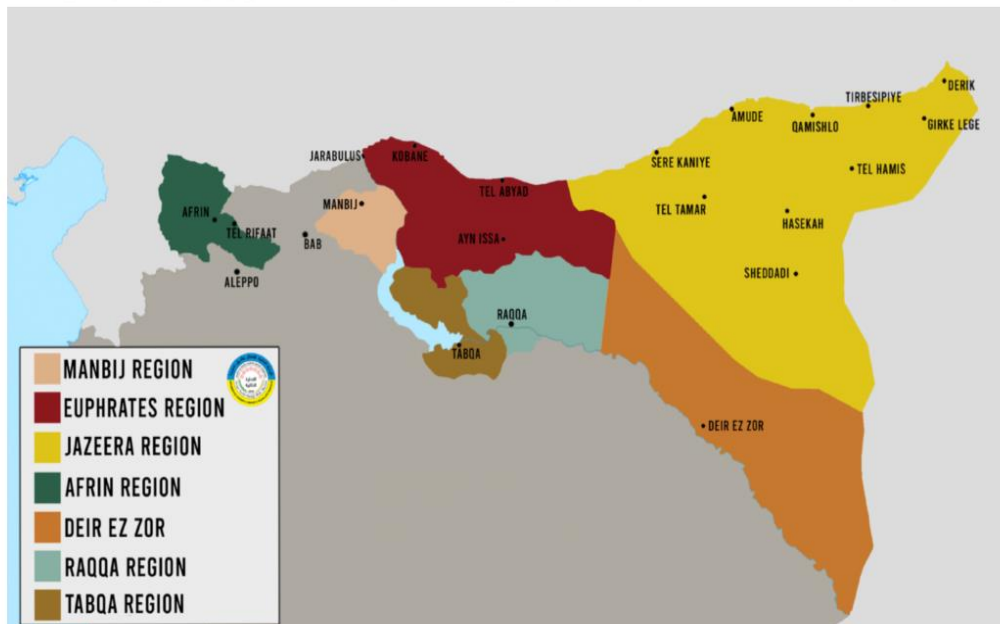 DERIK
TIRBESIPIYE
AMUDE
QAMISHLO
GIRKE LEGE
JARABULUS
KOBANE
SERE KANIYE
TEL HAMIS
TEL ABYAD
MANBIJ
TEL TAMAR
HASEKAH
AFRIN
TEL RIFAAT
BAB
AYN ISSA
ALEPPO
SHEDDADI
RAQQA
TABQA
DEIR EZ ZOR
MANBIJ REGION
EUPHRATES REGION
JAZEERA REGION
AFRIN REGION
DEIR EZ ZOR
RAQQA REGION
TABQA REGION